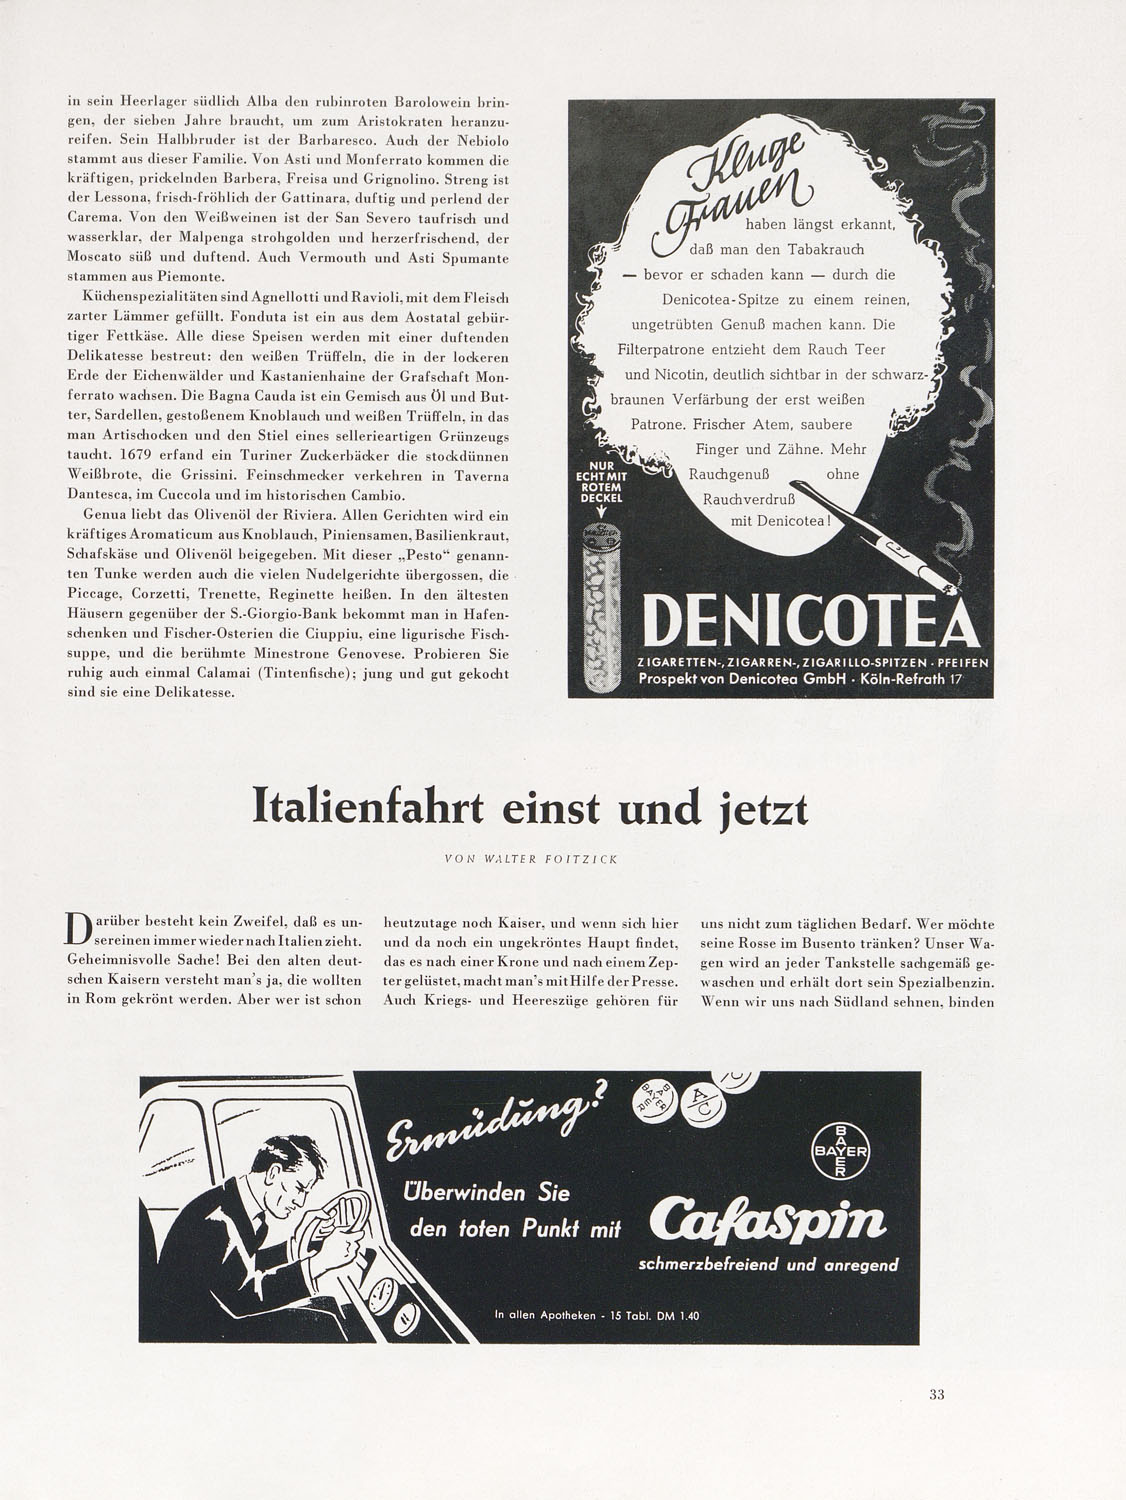 in sein Heerlager südlich Alba den rubinroten Barolowein brin-
gen, der sieben Jahre braucht, um zum Aristokraten heranzu-
reifen. Sein Halbbruder ist der Barbaresco. Auch der Nebiolo
stammt aus dieser Familie. Von Asti und Monferrato kommen die
kräftigen, prickelnden Barbera, Freisa und Grignolino. Streng ist
der Lessona, frisch-fröhlich der Gattinara, duftig und perlend der
Carema. Von den Weißweinen ist der San Severo taufrisch und
wasserklar, der Malpenga strohgolden und herzerfrischend, der
Moscato süß und duftend. Auch Vermouth und Asti Spumante
stammen aus Piemonte.
Küchenspezialitäten sind Agnellotti und Ravioli, mit dem Fleisch
zarter Lämmer gefüllt. Fonduta ist ein aus dem Aostatal gebür-
tiger Fettkäse. Alle diese Speisen werden mit einer duftenden
Delikatesse bestreut: den weißen Trüffeln, die in der lockeren
Erde der Eichenwälder und Kastanienhaine der Grafschaft Mon-
ferrato wachsen. Die Bagna Cauda ist ein Gemisch aus Öl und But-
ter, Sardellen, gestoßenem Knoblauch und weißen Trüffeln, in das
man Artischocken und den Stiel eines sellerieartigen Grünzeugs
taucht. 1679 erfand ein Turiner Zuckerbäcker die stockdünnen
Weißbrote, die Grissini. Feinschmecker verkehren in Taverna
Dantesca, im Cuccola und im historischen Cambio.
Genua liebt das Olivenöl der Riviera. Allen Gerichten wird ein
kräftiges Aromaticum aus Knoblauch, Piniensamen, Basilienkraut,
Schafskäse und Olivenöl beigegeben. Mit dieser „Pesto“ genann-
ten Tunke werden auch die vielen Nudelgerichte übergossen, die
Piccage, Corzetti, Trenette, Reginette heißen. In den ältesten
Häusern gegenüber der S.-Giorgio-Bank bekommt man in Hafen-
schenken und Fischer-Osterien die Ciuppiu, eine ligurische Fisch-
suppe, und die berühmte Minestrone Genovese. Probieren Sie
ruhig auch einmal Calamai (Tintenfische); jung und gut gekocht
sind sie eine Delikatesse.
Kluge
Frauen
haben längst erkannt,
daß man den Tabakrauch
— bevor er schaden kann — durch die
Denicotea-Spitze zu einem reinen,
ungetrübten Genuß machen kann. Die
Filterpatrone entzieht dem Rauch Teer
und Nicotin, deutlich sichtbar in der schwarz-
braunen Verfärbung der erst weißen
Patrone. Frischer Atem, saubere
Finger und Zähne. Mehr
Rauchgenuß ohne
Rauchverdruß
mit Denicotea!
NUR
ECHT MIT
ROTEM
DECKEL
DENICOTEA
ZIGARETTEN-, ZIGARREN-, ZIGARILLO-SPITZEN · PFEIFEN
Prospekt von Denicotea GmbH · Köln-Refrath 17
Italienfahrt einst und jetzt
VON WALTER FOITZICK
Darüber besteht kein Zweifel, daß es un-
sereinen immer wieder nach Italien zieht.
Geheimnisvolle Sache! Bei den alten deut-
schen Kaisern versteht man's ja, die wollten
in Rom gekrönt werden. Aber wer ist schon
heutzutage noch Kaiser, und wenn sich hier
und da noch ein ungekröntes Haupt findet,
das es nach einer Krone und nach einem Zep-
ter gelüstet, macht man's mit Hilfe der Presse.
Auch Kriegs- und Heereszüge gehören für
uns nicht zum täglichen Bedarf. Wer möchte
seine Rosse im Busento tränken? Unser Wa-
gen wird an jeder Tankstelle sachgemäß ge-
waschen und erhält dort sein Spezialbenzin.
Wenn wir uns nach Südland sehnen, binden
Ermüdung?
BAYER
BAYER
A/C
BAYER
BAYER
Überwinden Sie
den toten Punkt mit
Cafaspin
schmerzbefreiend und anregend
In allen Apotheken - 15 Tabl. DM 1.40
33